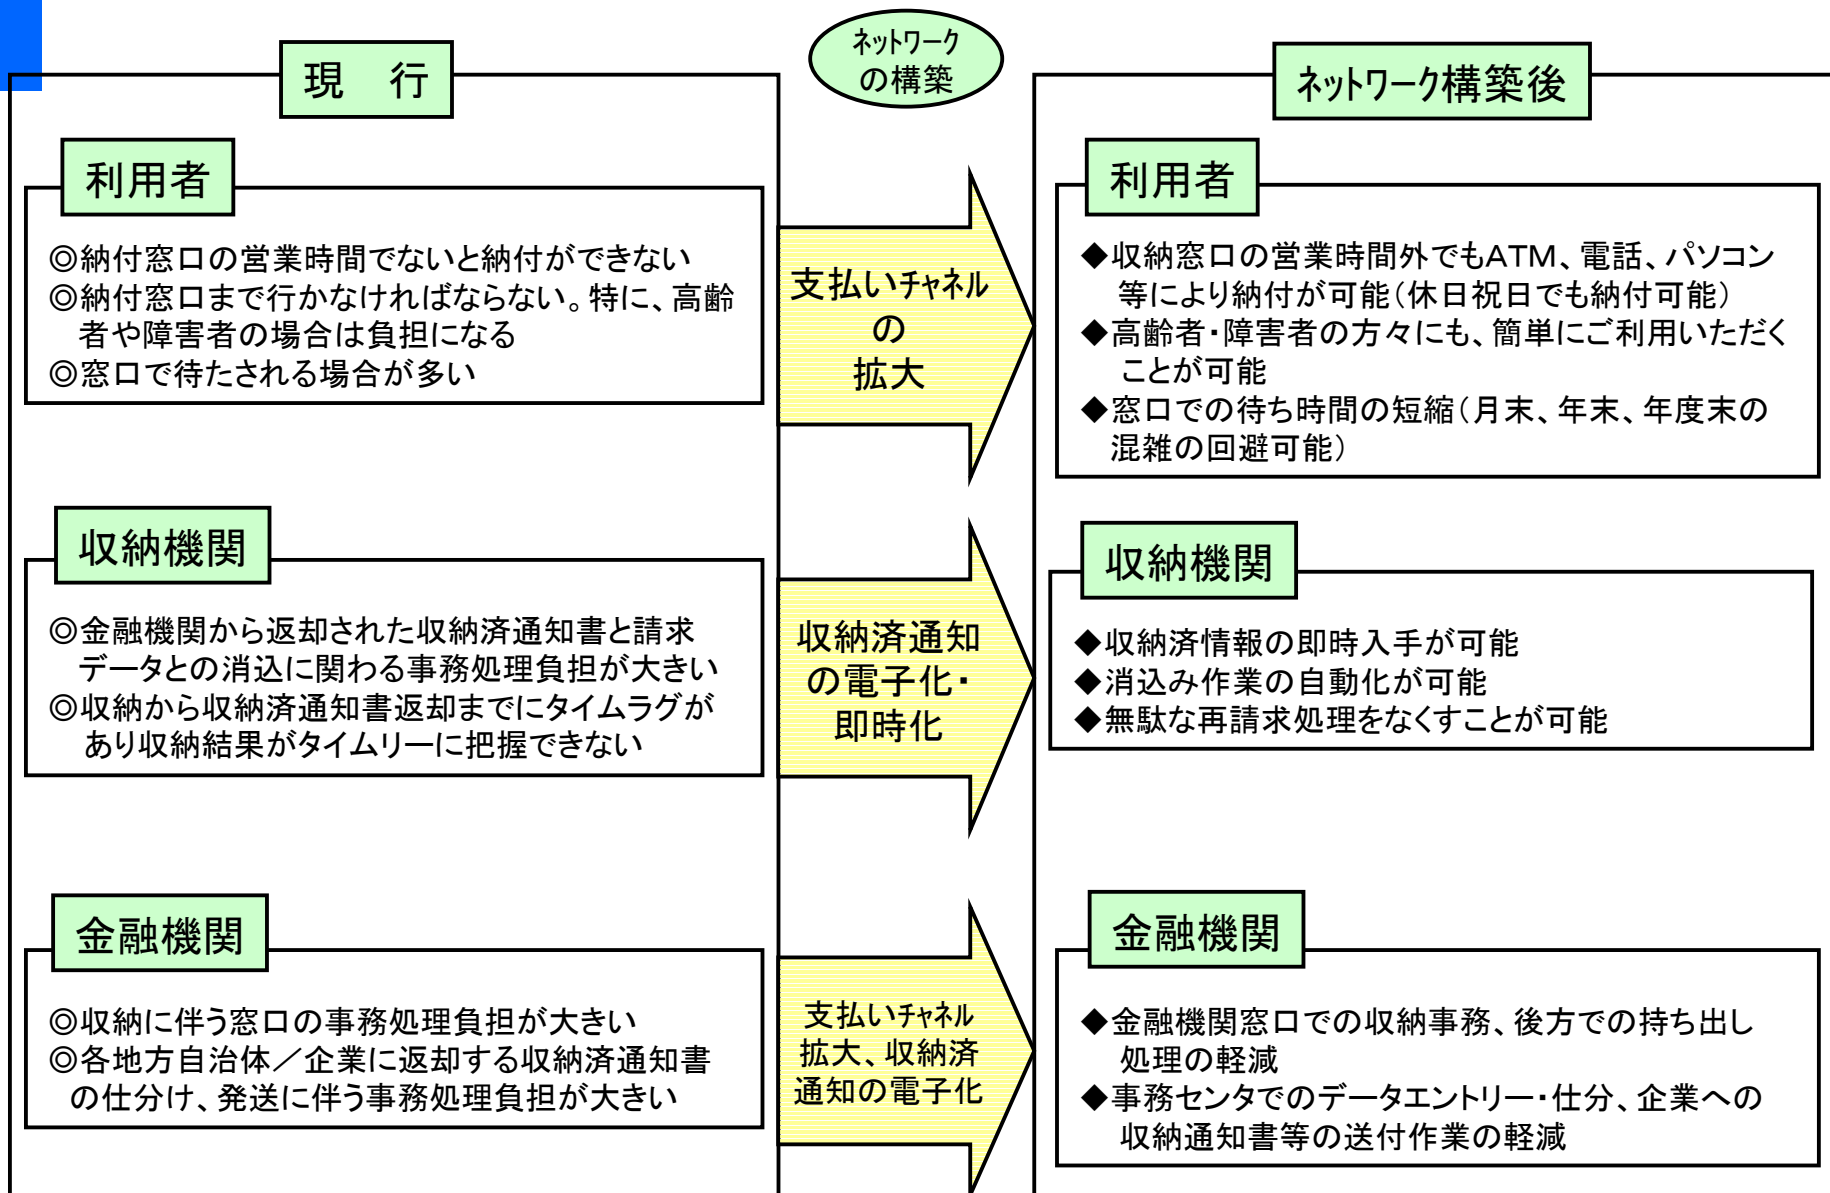 ネットワーク
の構築
現　行
利用者
◎納付窓口の営業時間でないと納付ができない
◎納付窓口まで行かなければならない。特に、高齢
者や障害者の場合は負担になる
◎窓口で待たされる場合が多い
収納機関
◎金融機関から返却された収納済通知書と請求
データとの消込に関わる事務処理負担が大きい
◎収納から収納済通知書返却までにタイムラグが
あり収納結果がタイムリーに把握できない
金融機関
◎収納に伴う窓口の事務処理負担が大きい
◎各地方自治体／企業に返却する収納済通知書
の仕分け、発送に伴う事務処理負担が大きい
支払いチャネル
の
拡大
収納済通知
の電子化・
即時化
支払いチャネル
拡大、収納済
通知の電子化
ネットワーク構築後
利用者
◆収納窓口の営業時間外でもATM、電話、パソコン
等により納付が可能（休日祝日でも納付可能）
◆高齢者・障害者の方々にも、簡単にご利用いただく
ことが可能
◆窓口での待ち時間の短縮（月末、年末、年度末の
混雑の回避可能）
収納機関
◆収納済情報の即時入手が可能
◆消込み作業の自動化が可能
◆無駄な再請求処理をなくすことが可能
金融機関
◆金融機関窓口での収納事務、後方での持ち出し
処理の軽減
◆事務センタでのデータエントリー・仕分、企業への
収納通知書等の送付作業の軽減